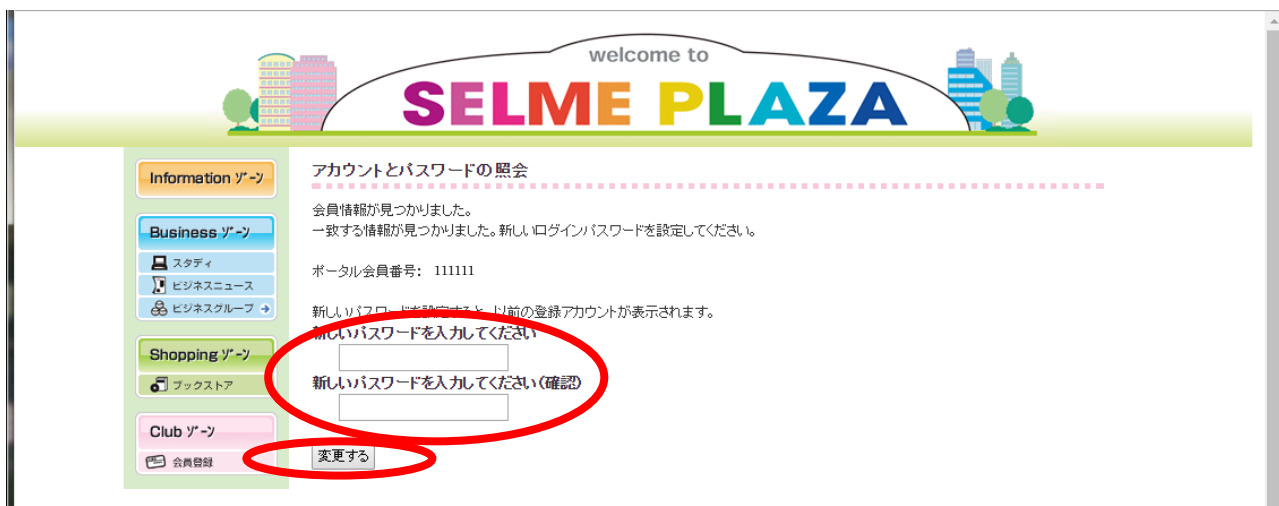 welcome to
SELME PLAZA
Information ゾーン
アカウントとパスワードの照会
会員情報が見つかりました。
一致する情報が見つかりました。新しいログインパスワードを設定してください。
Business ゾーン
スタディ
ビジネスニュース
ビジネスグループ
ポータル会員番号: 111111
新しいパスワードを設定すると、以前の登録アカウントが表示されます。
新しいパスワードを入力してください
Shopping ゾーン
ブックストア
新しいパスワードを入力してください(確認)
Club ゾーン
会員登録
変更する